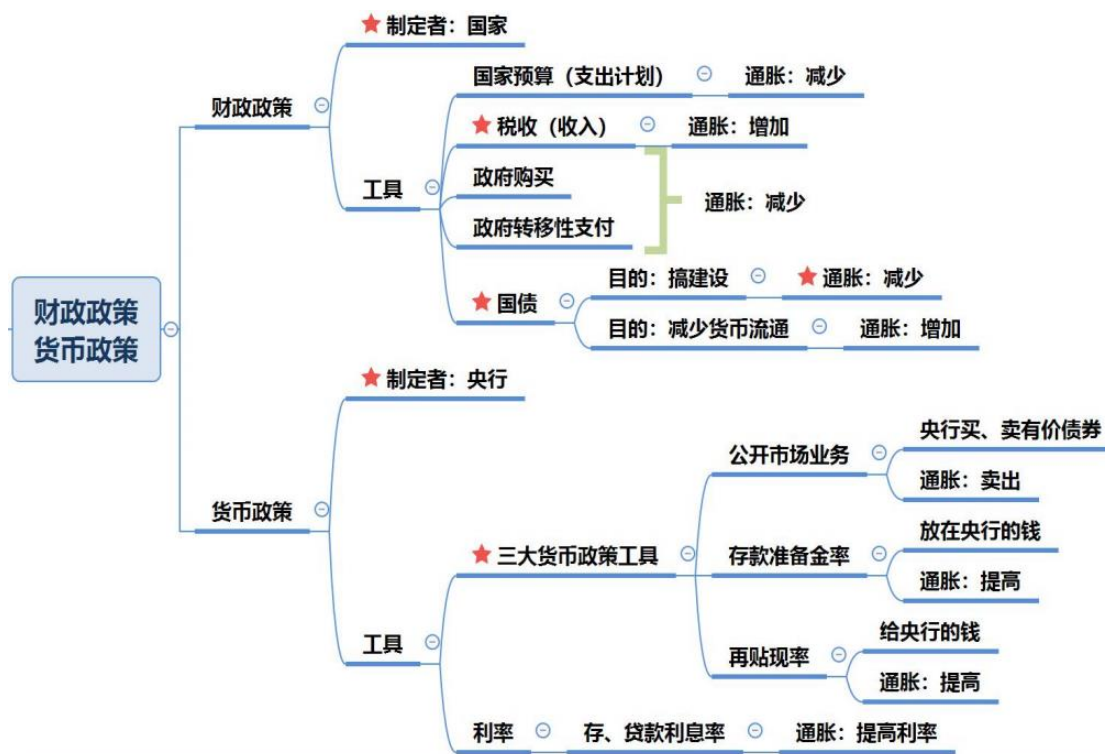 财政政策
货币政策
财政政策
制定者：国家
工具
国家预算（支出计划）
通胀：减少
税收（收入）
通胀：增加
政府购买
政府转移性支付
通胀：减少
国债
目的：搞建设
通胀：减少
目的：减少货币流通
通胀：增加
货币政策
制定者：央行
工具
三大货币政策工具
公开市场业务
央行买、卖有价债券
通胀：卖出
存款准备金率
放在央行的钱
通胀：提高
再贴现率
给央行的钱
通胀：提高
利率
存、贷款利息率
通胀：提高利率